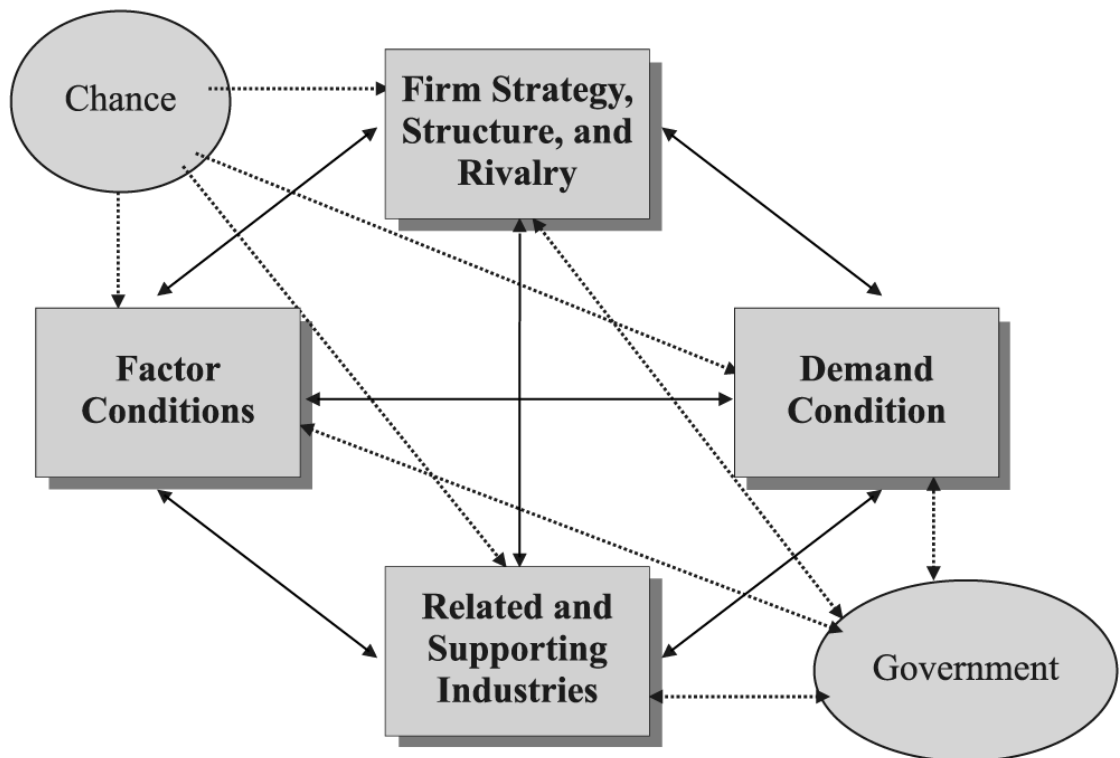 Chance
Firm Strategy,
Structure, and
Rivalry
Factor
Conditions
Demand
Condition
Related and
Supporting
Industries
Government